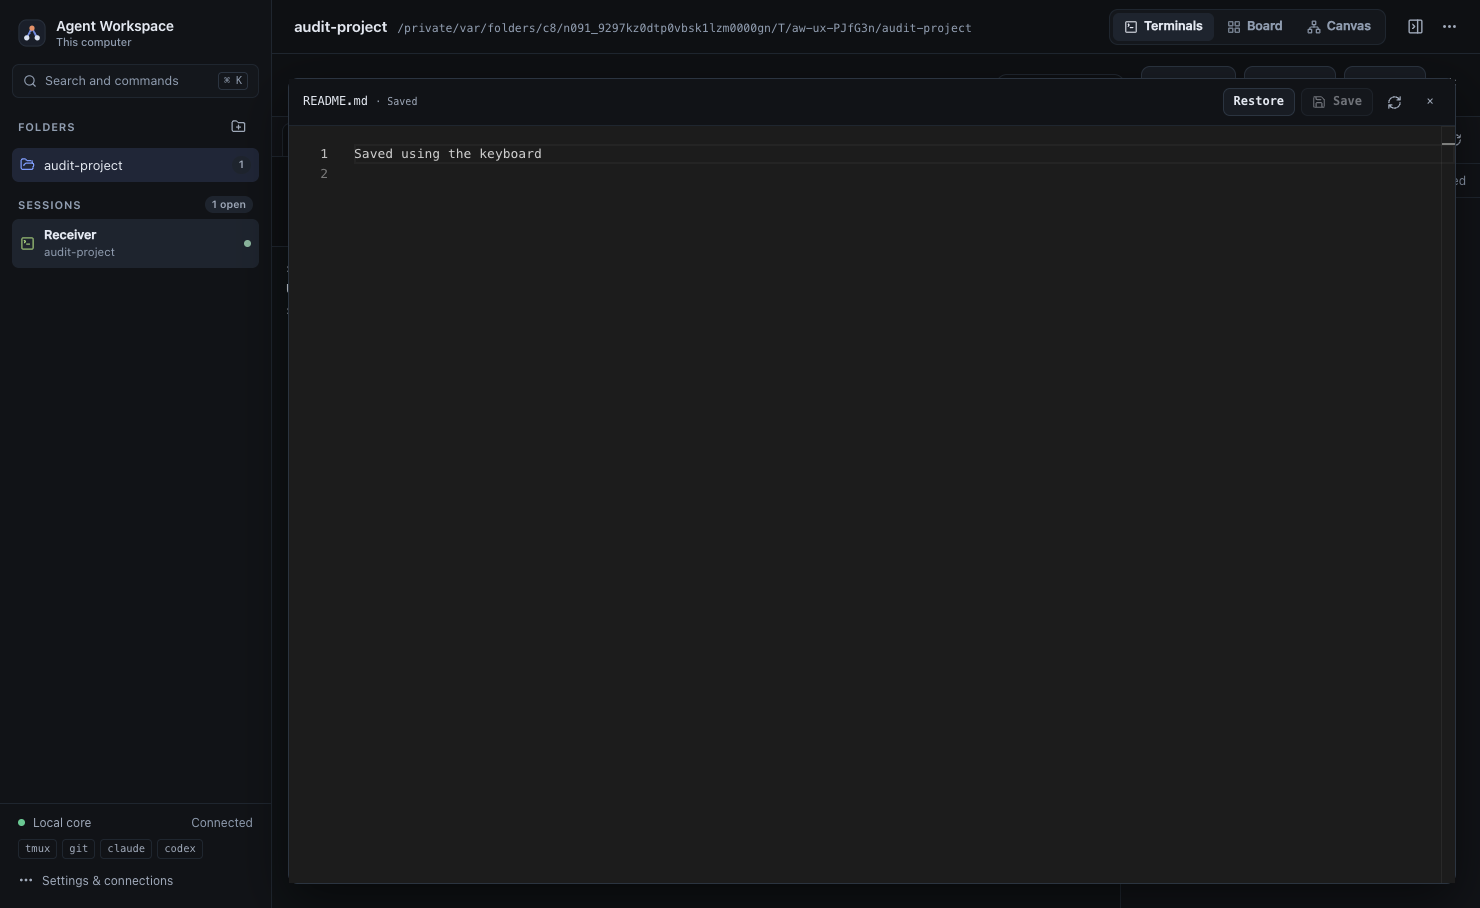 Agent Workspace
This computer
Search and commands ⌘ K
FOLDERS
audit-project 1
SESSIONS 1 open
Receiver
audit-project
Local core Connected
tmux git claude codex
Settings & connections
audit-project /private/var/folders/c8/n091_9297kz0dtp0vbsk1lzm0000gn/T/aw-ux-PJfG3n/audit-project
Terminals Board Canvas
README.md · Saved
Restore Save ×
1 Saved using the keyboard
2